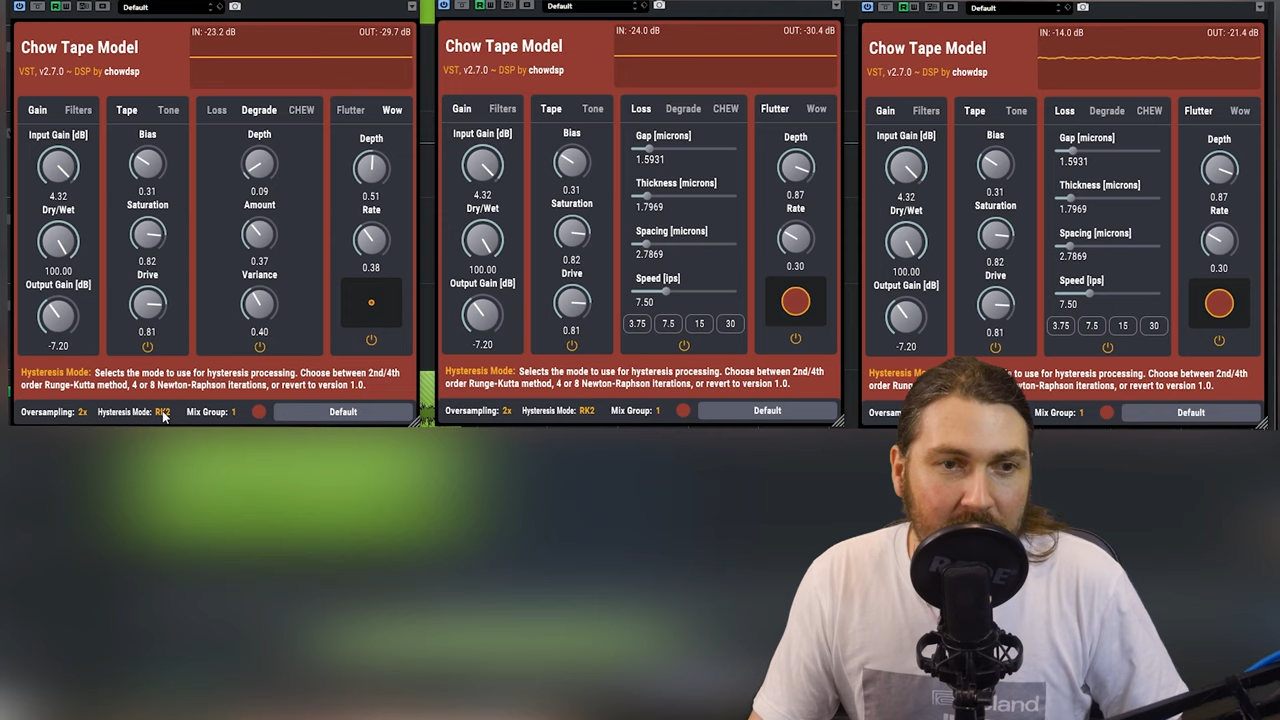 Default
R
W
Chow Tape Model
IN: -23.2 dB
OUT: -29.7 dB
VST, v2.7.0 ~ DSP by chowdsp
Gain Filters Tape Tone Loss Degrade CHEW Flutter Wow
Input Gain [dB] Bias Depth Depth
4.32 0.31 0.09 0.51
Dry/Wet Saturation Amount Rate
100.00 0.82 0.37 0.38
Output Gain [dB] Drive Variance
-7.20 0.81 0.40
Hysteresis Mode: Selects the mode to use for hysteresis processing. Choose between 2nd/4th
order Runge-Kutta method, 4 or 8 Newton-Raphson iterations, or revert to version 1.0.
Oversampling: 2x Hysteresis Mode: RK2 Mix Group: 1 Default
Default
R
W
Chow Tape Model
IN: -24.0 dB
OUT: -30.4 dB
VST, v2.7.0 ~ DSP by chowdsp
Gain Filters Tape Tone Loss Degrade CHEW Flutter Wow
Input Gain [dB] Bias Gap [microns] Depth
1.5931
4.32 0.31 Thickness [microns] 0.87
Dry/Wet Saturation 1.7969 Rate
Spacing [microns]
100.00 0.82 2.7869 0.30
Output Gain [dB] Drive Speed [ips]
7.50
-7.20 0.81 3.75 7.5 15 30
Hysteresis Mode: Selects the mode to use for hysteresis processing. Choose between 2nd/4th
order Runge-Kutta method, 4 or 8 Newton-Raphson iterations, or revert to version 1.0.
Oversampling: 2x Hysteresis Mode: RK2 Mix Group: 1 Default
Default
R
W
Chow Tape Model
IN: -14.0 dB
OUT: -21.4 dB
VST, v2.7.0 ~ DSP by chowdsp
Gain Filters Tape Tone Loss Degrade CHEW Flutter Wow
Input Gain [dB] Bias Gap [microns] Depth
1.5931
4.32 0.31 Thickness [microns] 0.87
Dry/Wet Saturation 1.7969 Rate
Spacing [microns]
100.00 0.82 2.7869 0.30
Output Gain [dB] Drive Speed [ips]
7.50
-7.20 0.81 3.75 7.5 15 30
to use for hysteresis processing. Choose between 2nd/4th
4 or 8 Newton-Raphson iterations, or revert to version 1.0.
Mix Group: 1 Default
RØDE